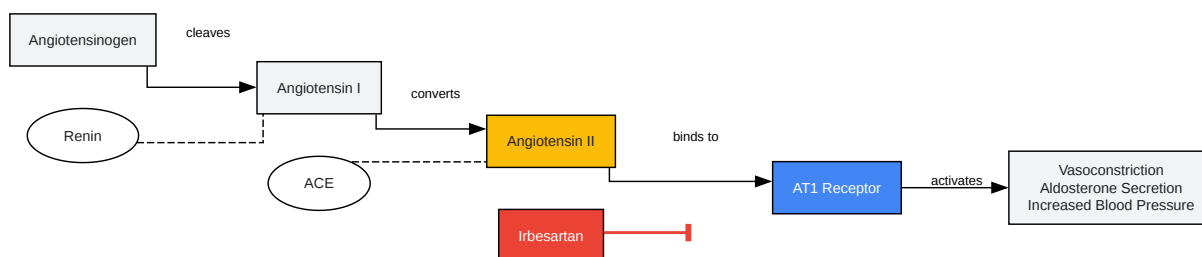 Angiotensinogen
cleaves
Angiotensin I
converts
Renin
Angiotensin II
binds to
ACE
AT1 Receptor
activates
Vasoconstriction
Aldosterone Secretion
Increased Blood Pressure
Irbesartan